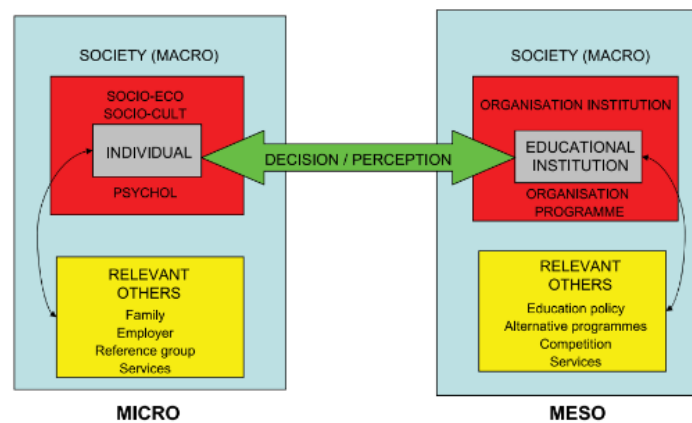 SOCIETY (MACRO)
SOCIO-ECO
SOCIO-CULT
INDIVIDUAL
PSYCHOL
RELEVANT
OTHERS
Family
Employer
Reference group
Services
MICRO
DECISION / PERCEPTION
SOCIETY (MACRO)
ORGANISATION INSTITUTION
EDUCATIONAL
INSTITUTION
ORGANISATION
PROGRAMME
RELEVANT
OTHERS
Education policy
Alternative programmes
Competition
Services
MESO